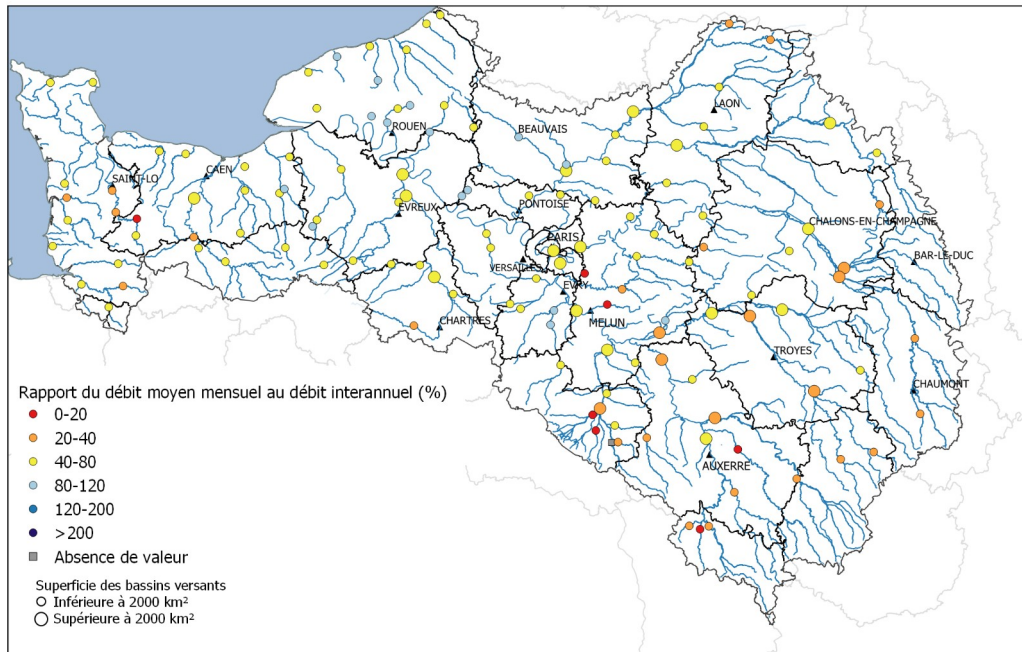 LAON
ROUEN
BEAUVAIS
CAEN
SAINT-LO
PONTOISE
EVREUX
CHALONS-EN-CHAMPAGNE
PARIS
BAR-LE-DUC
VERSAILLES
EVRY
MELUN
CHARTRES
TROYES
CHAUMONT
AUXERRE
Rapport du débit moyen mensuel au débit interannuel (%)
0-20
20-40
40-80
80-120
120-200
>200
Absence de valeur
Superficie des bassins versants
Inférieure à 2000 km²
Supérieure à 2000 km²